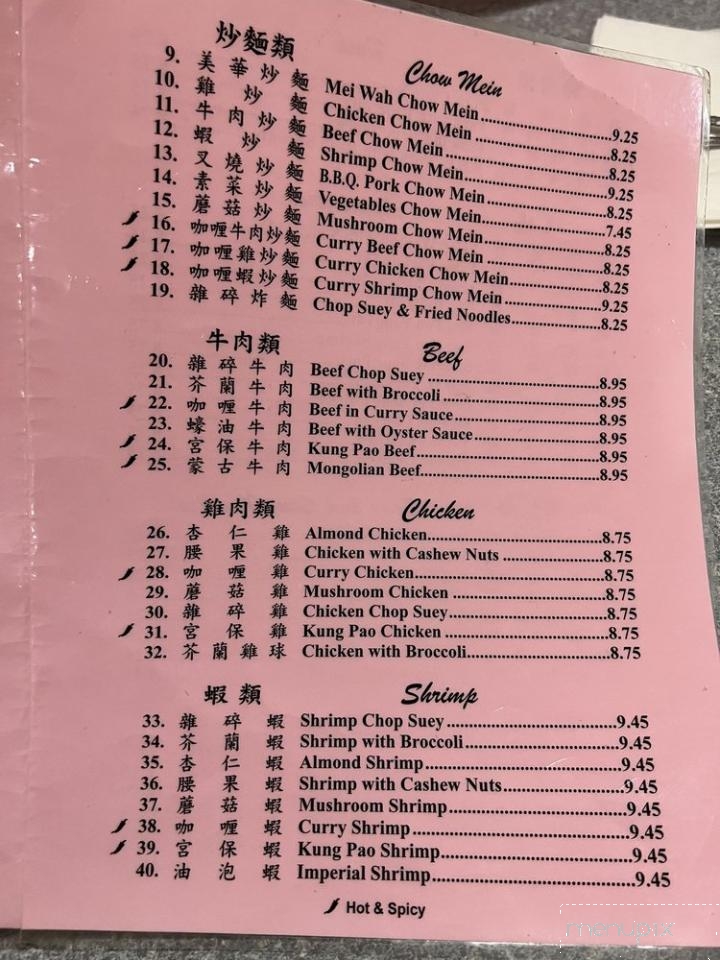 炒麵類 Chow Mein
9. 美華炒麵 Mei Wah Chow Mein 9.25
10. 雞炒麵 Chicken Chow Mein 8.25
11. 牛肉炒麵 Beef Chow Mein 8.25
12. 蝦炒麵 Shrimp Chow Mein 9.25
13. 叉燒炒麵 B.B.Q. Pork Chow Mein 8.25
14. 素菜炒麵 Vegetables Chow Mein 7.45
15. 蘑菇炒麵 Mushroom Chow Mein 8.25
16. 咖喱牛肉炒麵 Curry Beef Chow Mein 8.25
17. 咖喱雞炒麵 Curry Chicken Chow Mein 8.25
18. 咖喱蝦炒麵 Curry Shrimp Chow Mein 9.25
19. 雜碎炸麵 Chop Suey & Fried Noodles 8.25
牛肉類 Beef
20. 雜碎牛肉 Beef Chop Suey 8.95
21. 芥蘭牛肉 Beef with Broccoli 8.95
22. 咖喱牛肉 Beef in Curry Sauce 8.95
23. 蠔油牛肉 Beef with Oyster Sauce 8.95
24. 宮保牛肉 Kung Pao Beef 8.95
25. 蒙古牛肉 Mongolian Beef 8.95
雞肉類 Chicken
26. 杏仁雞 Almond Chicken 8.75
27. 腰果雞 Chicken with Cashew Nuts 8.75
28. 咖喱雞 Curry Chicken 8.75
29. 蘑菇雞 Mushroom Chicken 8.75
30. 雜碎雞 Chicken Chop Suey 8.75
31. 宮保雞 Kung Pao Chicken 8.75
32. 芥蘭雞球 Chicken with Broccoli 8.75
蝦類 Shrimp
33. 雜碎蝦 Shrimp Chop Suey 9.45
34. 芥蘭蝦 Shrimp with Broccoli 9.45
35. 杏仁蝦 Almond Shrimp 9.45
36. 腰果蝦 Shrimp with Cashew Nuts 9.45
37. 蘑菇蝦 Mushroom Shrimp 9.45
38. 咖喱蝦 Curry Shrimp 9.45
39. 宮保蝦 Kung Pao Shrimp 9.45
40. 油泡蝦 Imperial Shrimp 9.45
Hot & Spicy